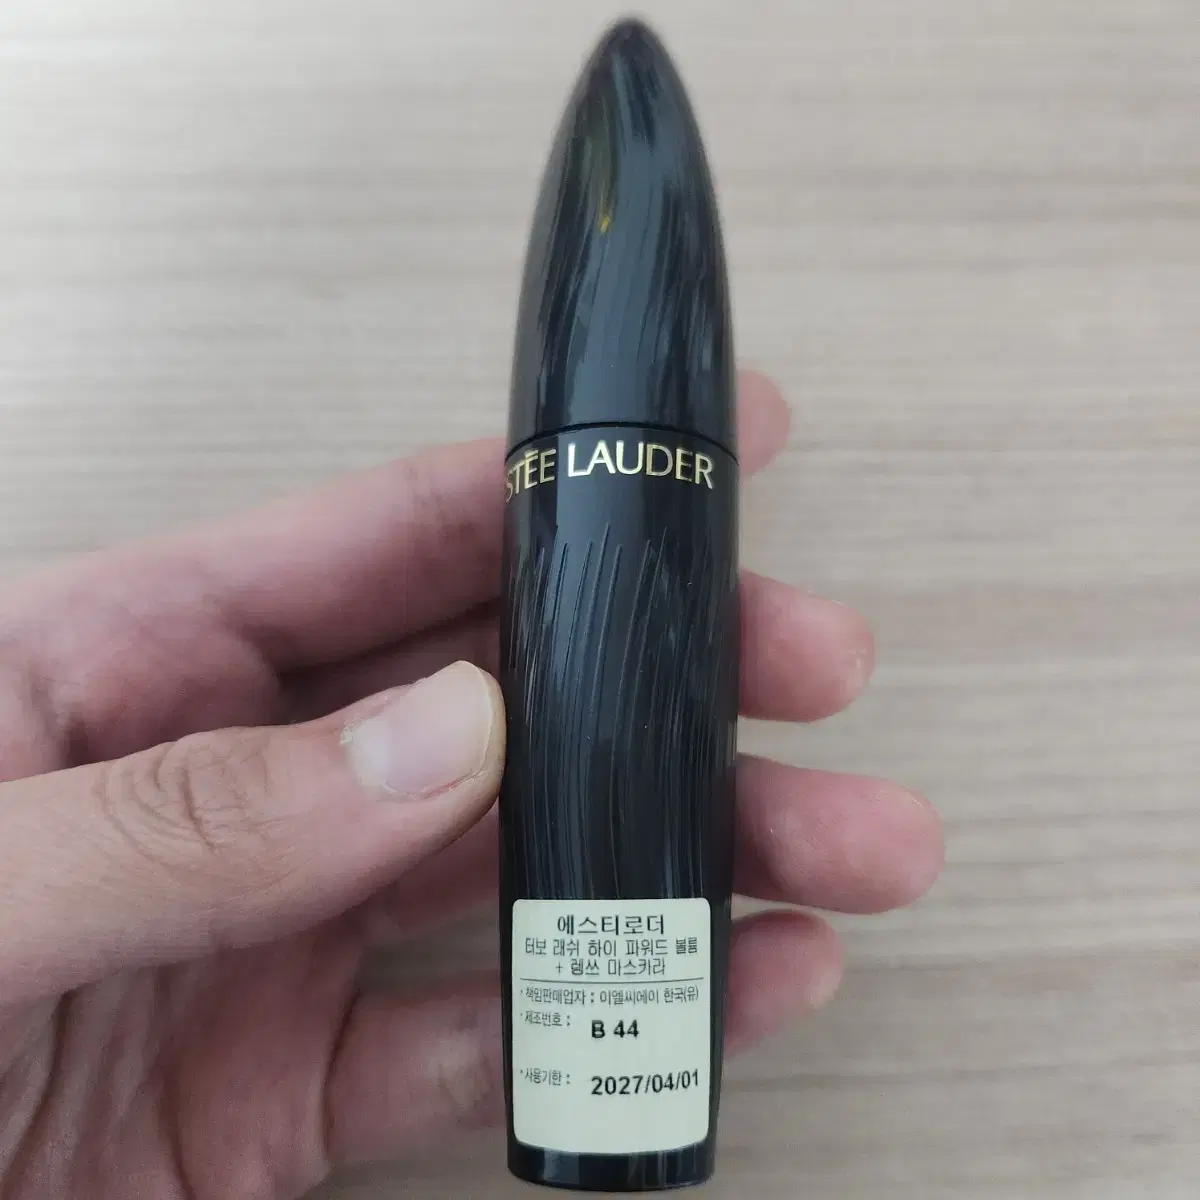 STĒE LAUDER
에스티로더
터보 래쉬 하이 파워드 볼륨
+ 렝쓰 마스카라
·책임판매업자 : 이엘씨에이 한국(유)
·제조번호 : B 44
·사용기한 : 2027/04/01